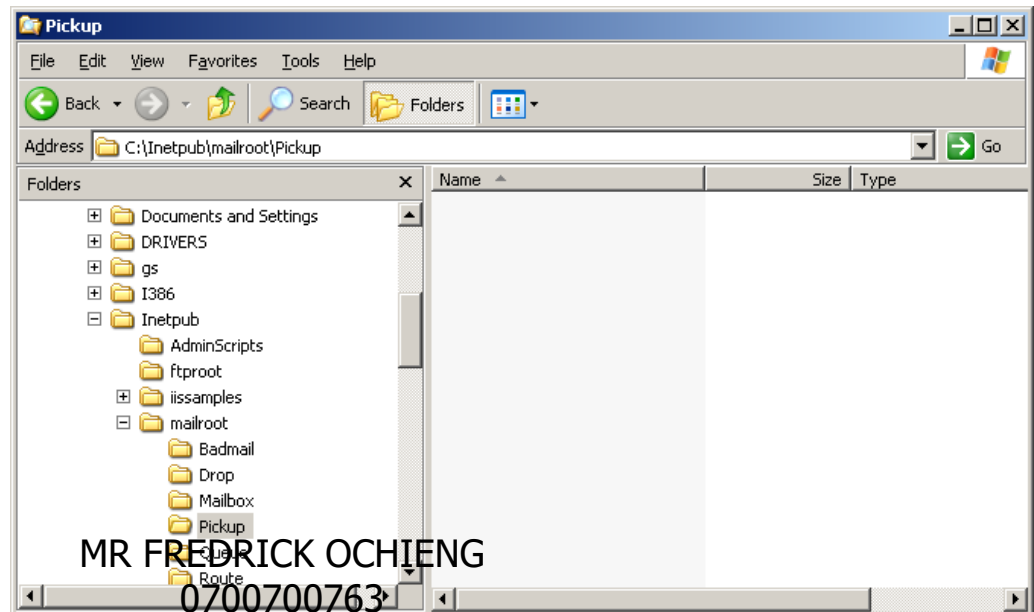 Pickup
File Edit View Favorites Tools Help
Back Search Folders
Address C:\Inetpub\mailroot\Pickup Go
Folders
Name Size Type
Documents and Settings
DRIVERS
gs
I386
Inetpub
AdminScripts
ftproot
iissamples
mailroot
Badmail
Drop
Mailbox
Pickup
Queue
MR FREDRICK OCHIENG
Route
0700700763